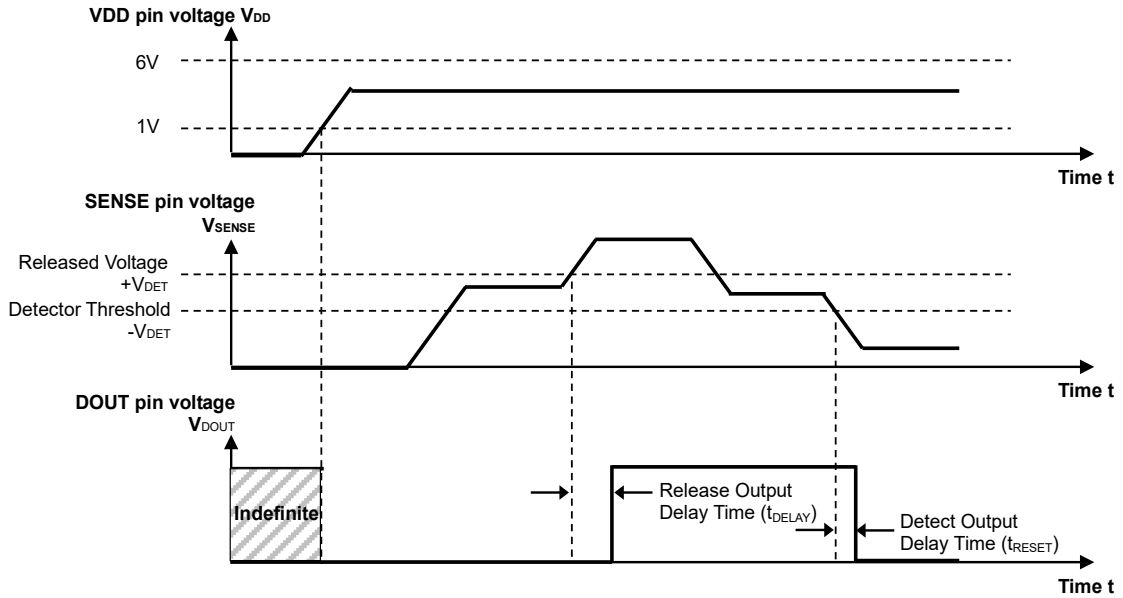 VDD pin voltage VDD
6V
1V
Time t
SENSE pin voltage
VSENSE
Released Voltage
+VDET
Detector Threshold
-VDET
Time t
DOUT pin voltage
VDOUT
Indefinite
Release Output
Delay Time (tDELAY)
Detect Output
Delay Time (tRESET)
Time t